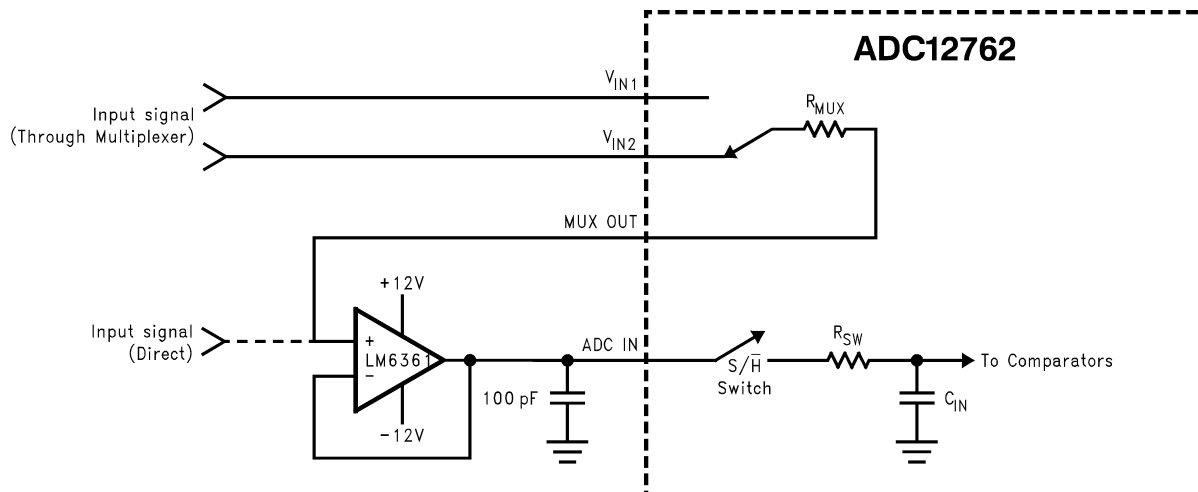 ADC12762
V_IN1
Input signal
(Through Multiplexer)
R_MUX
V_IN2
MUX OUT
+12V
Input signal
(Direct)
+
LM6361
−
-12V
ADC IN
100 pF
S/H̅
Switch
R_SW
To Comparators
C_IN